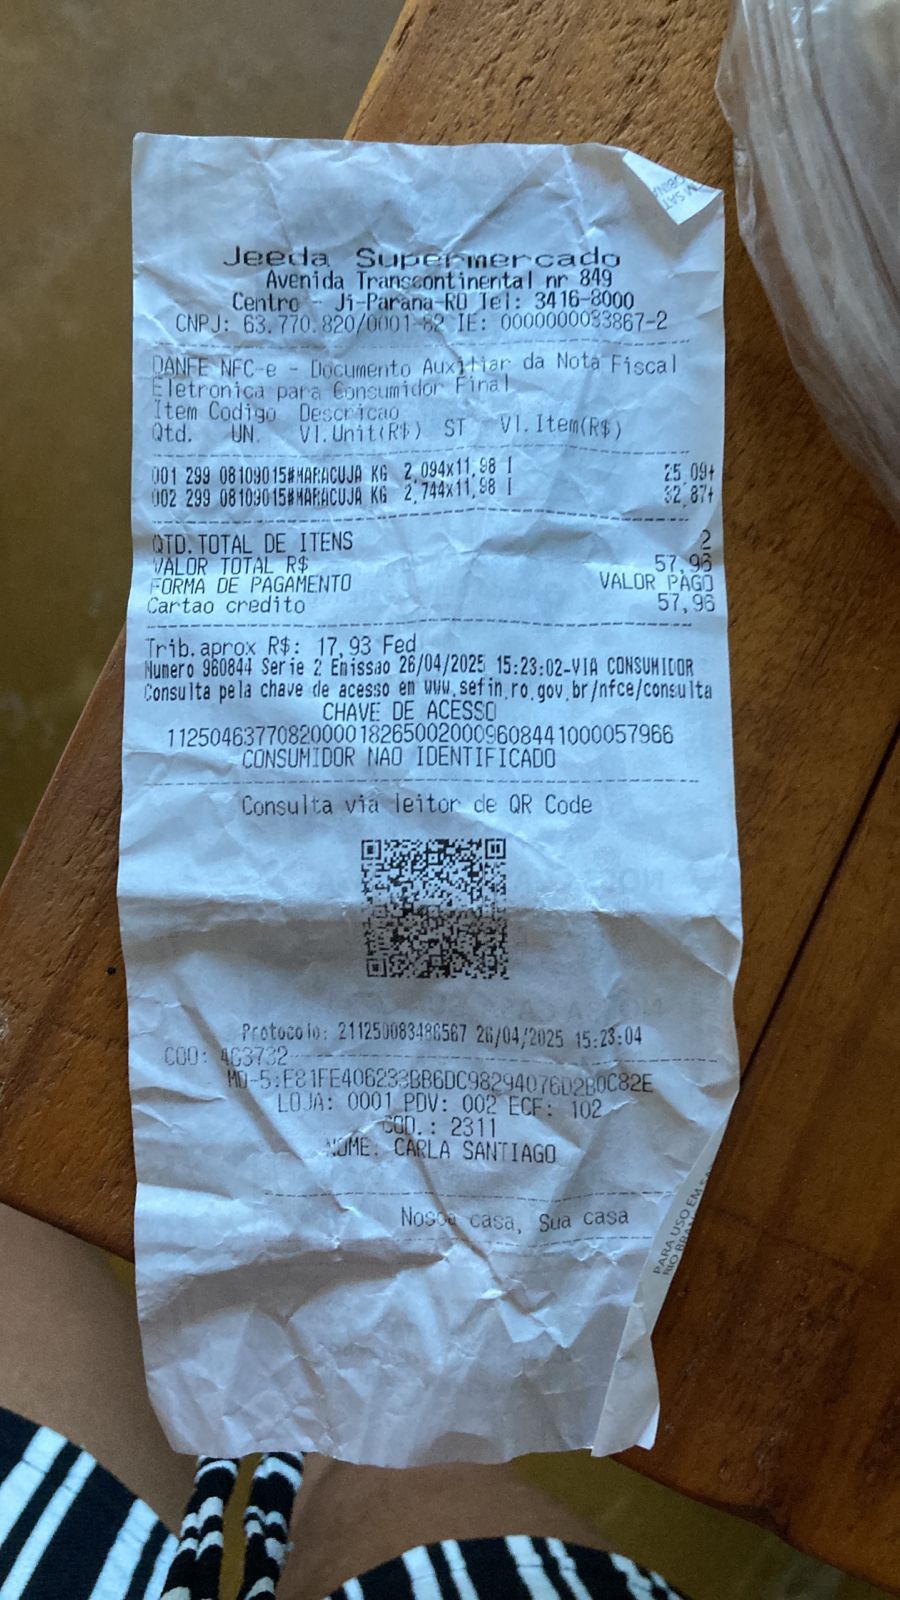 Jeeda Supermercado
Avenida Transcontinental nr 849
Centro - Ji-Parana-RO Tel: 3416-8000
CNPJ: 63.770.820/0001-82 IE: 0000000033867-2
DANFE NFC-e - Documento Auxiliar da Nota Fiscal
Eletronica para Consumidor Final
Item Codigo Descricao
Qtd. UN. Vl.Unit(R$) ST Vl.Item(R$)
001 299 08109015#MARACUJA KG 2,094x11,98 I 25,09†
002 299 08109015#MARACUJA KG 2,744x11,98 I 32,87†
QTD.TOTAL DE ITENS 2
VALOR TOTAL R$ 57,96
FORMA DE PAGAMENTO VALOR PAGO
Cartao credito 57,96
Trib.aprox R$: 17,93 Fed
Numero 960844 Serie 2 Emissao 26/04/2025 15:23:02-VIA CONSUMIDOR
Consulta pela chave de acesso em www.sefin.ro.gov.br/nfce/consulta
CHAVE DE ACESSO
11250463770820000182650020009608441000057966
CONSUMIDOR NAO IDENTIFICADO
Consulta via leitor de QR Code
Protocolo: 211250083486567 26/04/2025 15:23:04
COO: 463732
MD-5:E81FE406233BB6DC98294076D2B0C82E
LOJA: 0001 PDV: 002 ECF: 102
COD.: 2311
NOME: CARLA SANTIAGO
Nossa casa, Sua casa
PARA USO EM